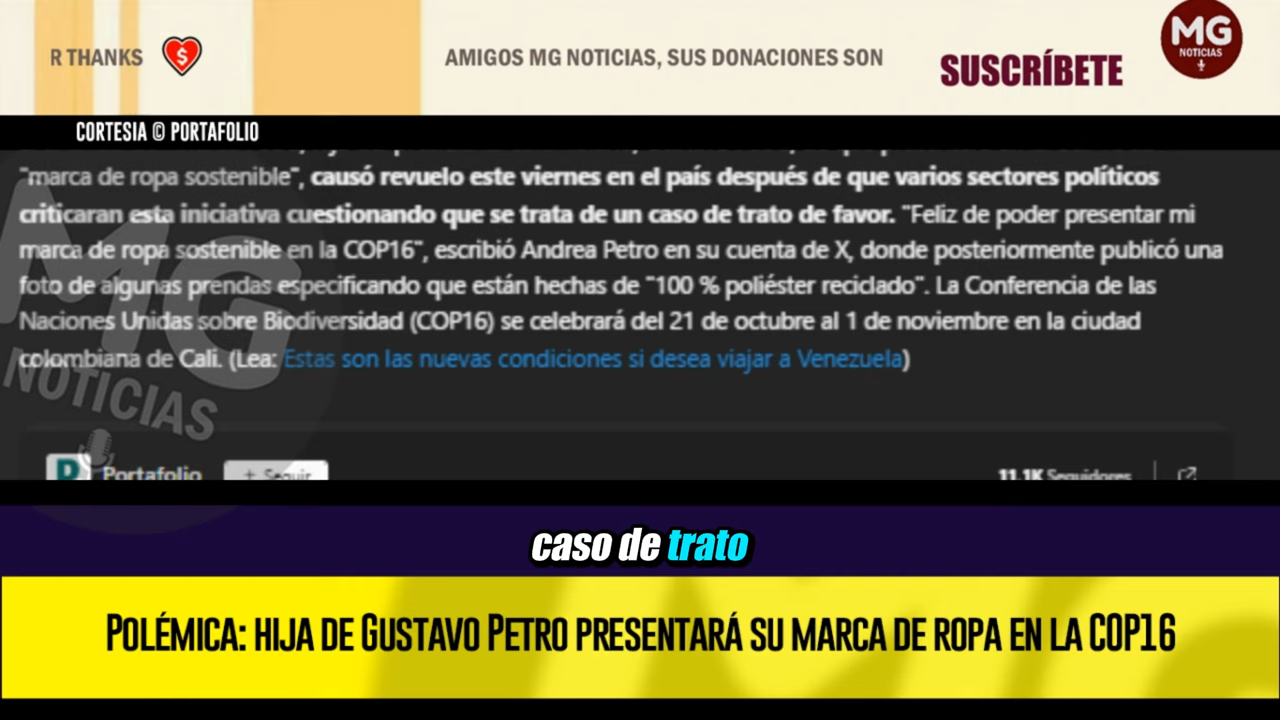 R THANKS
AMIGOS MG NOTICIAS, SUS DONACIONES SON
SUSCRÍBETE
MG
NOTICIAS
CORTESIA © PORTAFOLIO
"marca de ropa sostenible", causó revuelo este viernes en el país después de que varios sectores políticos
criticaran esta iniciativa cuestionando que se trata de un caso de trato de favor. "Feliz de poder presentar mi
marca de ropa sostenible en la COP16", escribió Andrea Petro en su cuenta de X, donde posteriormente publicó una
foto de algunas prendas especificando que están hechas de "100 % poliéster reciclado". La Conferencia de las
Naciones Unidas sobre Biodiversidad (COP16) se celebrará del 21 de octubre al 1 de noviembre en la ciudad
colombiana de Cali. (Lea: Estas son las nuevas condiciones si desea viajar a Venezuela)
MG
NOTICIAS
Portafolio
+ Seguir
11.1K Seguidores
caso de trato
POLÉMICA: HIJA DE GUSTAVO PETRO PRESENTARÁ SU MARCA DE ROPA EN LA COP16